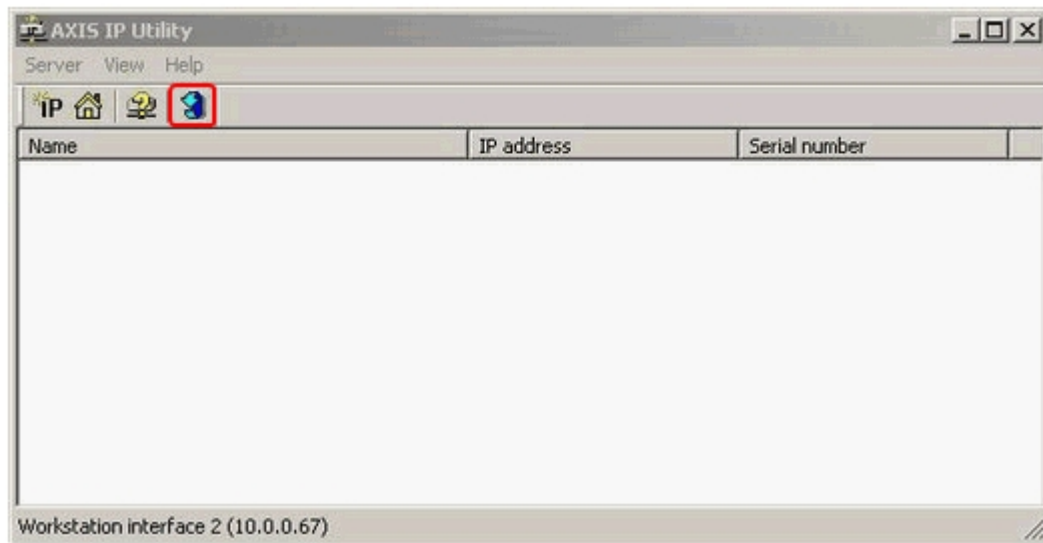 AXIS IP Utility
Server View Help
IP
Name IP address Serial number
Workstation interface 2 (10.0.0.67)